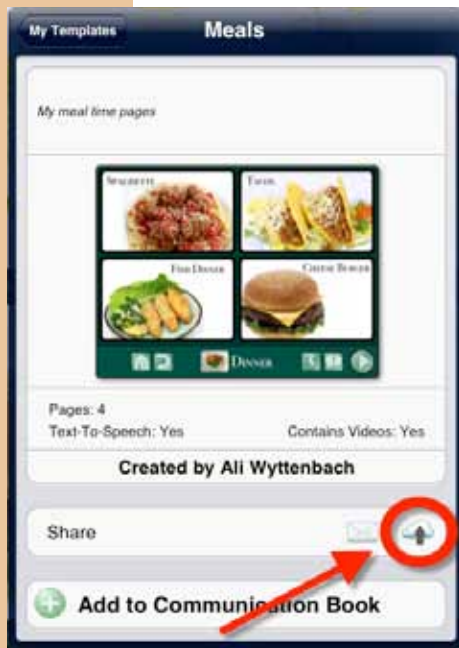 My Templates
Meals
My meal time pages
SPAGHETTI
TACOS
FISH DINNER
CHEESE BURGER
DINNER
Pages: 4
Text-To-Speech: Yes
Contains Videos: Yes
Created by Ali Wyttenbach
Share
Add to Communication Book